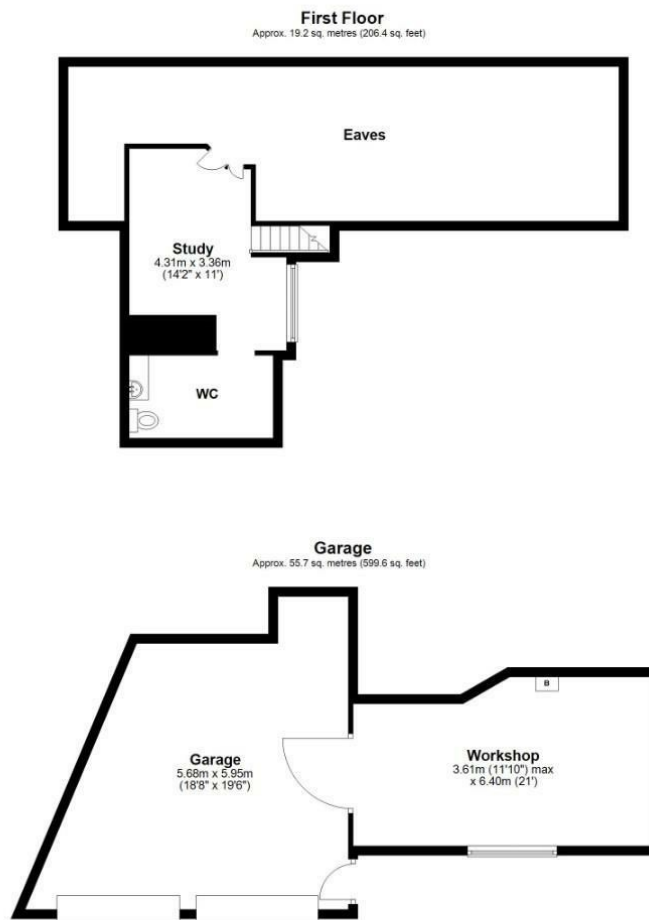 First Floor
Approx. 19.2 sq. metres (206.4 sq. feet)
Eaves
Study
4.31m x 3.36m
(14'2" x 11')
WC
Garage
Approx. 55.7 sq. metres (599.6 sq. feet)
B
Garage
5.68m x 5.95m
(18'8" x 19'6")
Workshop
3.61m (11'10") max
x 6.40m (21')